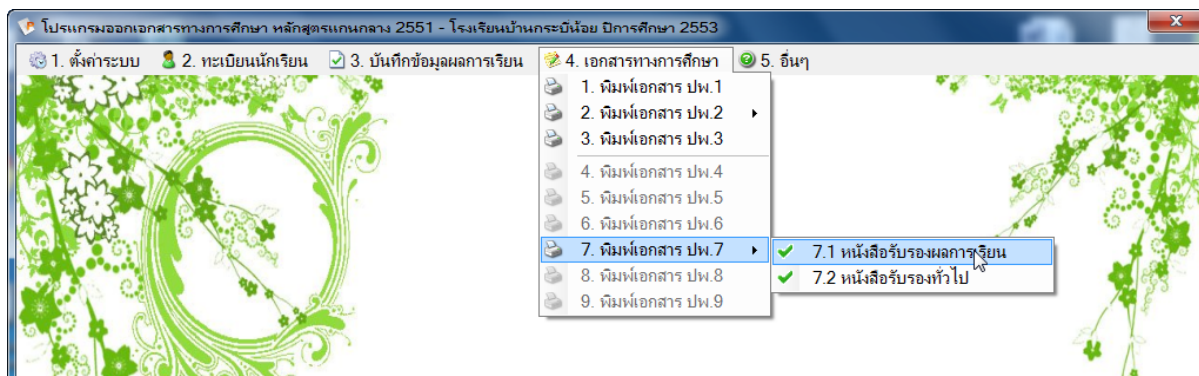 โปรแกรมออกเอกสารทางการศึกษา หลักสูตรแกนกลาง 2551 - โรงเรียนบ้านกระบี่น้อย ปีการศึกษา 2553
1. ตั้งค่าระบบ 2. ทะเบียนนักเรียน 3. บันทึกข้อมูลผลการเรียน 4. เอกสารทางการศึกษา 5. อื่นๆ
1. พิมพ์เอกสาร ปพ.1
2. พิมพ์เอกสาร ปพ.2
3. พิมพ์เอกสาร ปพ.3
4. พิมพ์เอกสาร ปพ.4
5. พิมพ์เอกสาร ปพ.5
6. พิมพ์เอกสาร ปพ.6
7. พิมพ์เอกสาร ปพ.7
7.1 หนังสือรับรองผลการเรียน
7.2 หนังสือรับรองทั่วไป
8. พิมพ์เอกสาร ปพ.8
9. พิมพ์เอกสาร ปพ.9